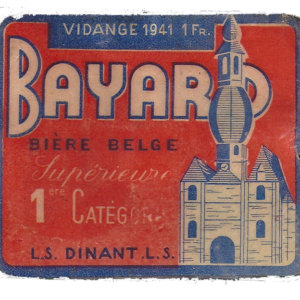 VIDANGE 1941 1 FR.
BAYARD
BIÈRE BELGE
Supérieure
1ère CATÉGORIE
L.S. DINANT. L.S.